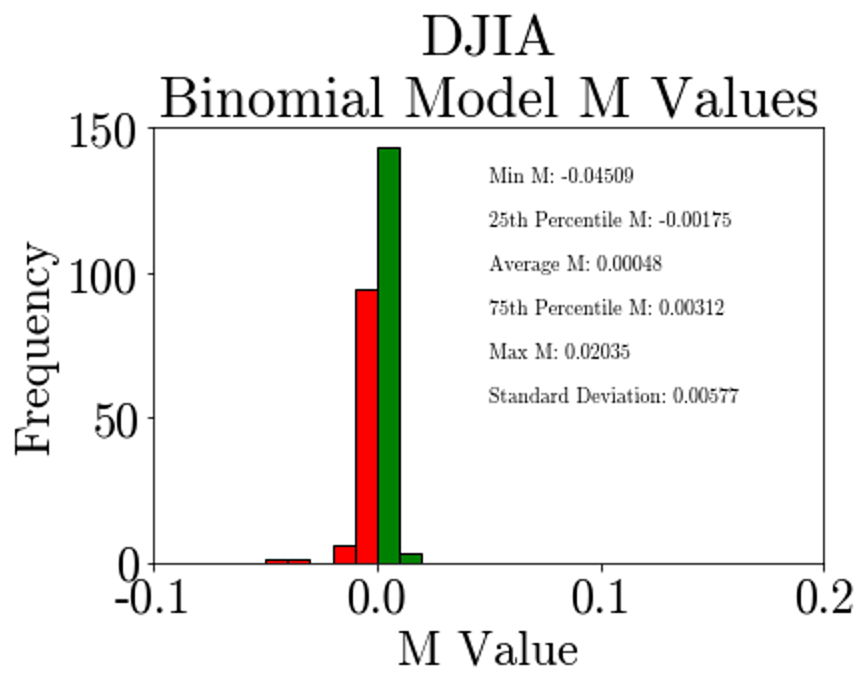 DJIA
Binomial Model M Values
150
100
50
0
Frequency
Min M: -0.04509
25th Percentile M: -0.00175
Average M: 0.00048
75th Percentile M: 0.00312
Max M: 0.02035
Standard Deviation: 0.00577
-0.1 0.0 0.1 0.2
M Value